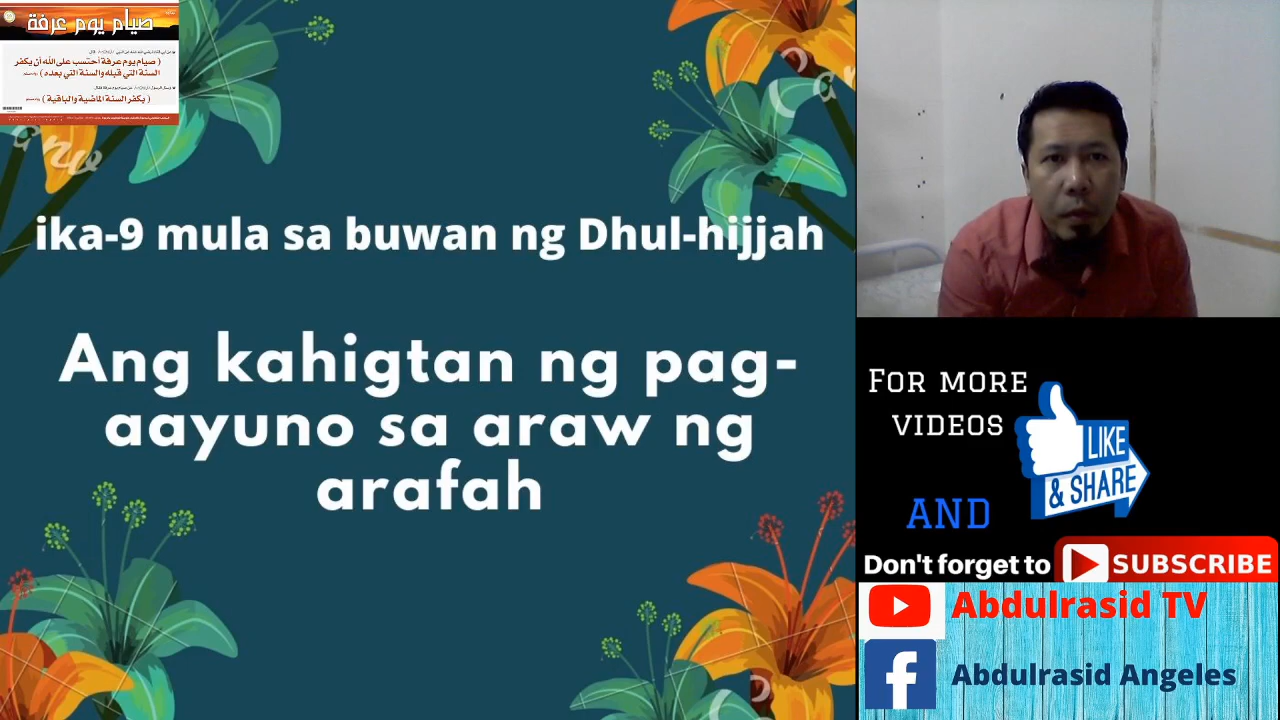 صيام يوم عرفة
( صيام يوم عرفة أحتسب على الله أن يكفر
السنة التي قبله والسنة التي بعده )
( يكفر السنة الماضية والباقية )
ika-9 mula sa buwan ng Dhul-hijjah
Ang kahigtan ng pag-
aayuno sa araw ng
arafah
FOR MORE
VIDEOS
LIKE
& SHARE
AND
Don't forget to SUBSCRIBE
Abdulrasid TV
Abdulrasid Angeles